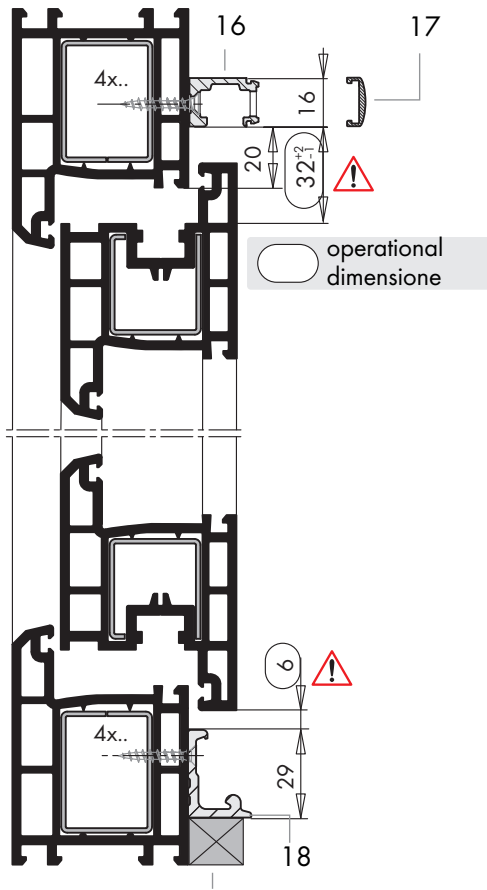 16
17
4x..
16
20
32+2-1
!
operational
dimensione
6
!
4x..
29
18